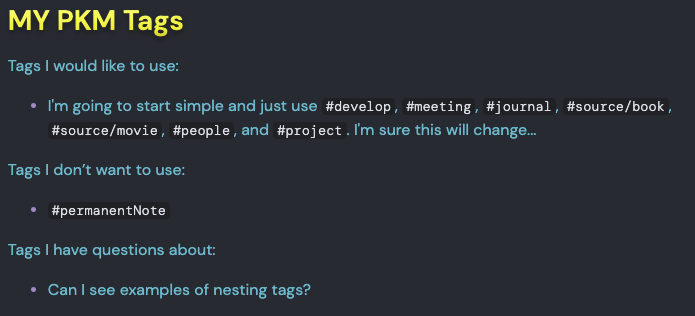 MY PKM Tags
Tags I would like to use:
• I'm going to start simple and just use #develop, #meeting, #journal, #source/book,
#source/movie, #people, and #project. I'm sure this will change...
Tags I don’t want to use:
• #permanentNote
Tags I have questions about:
• Can I see examples of nesting tags?